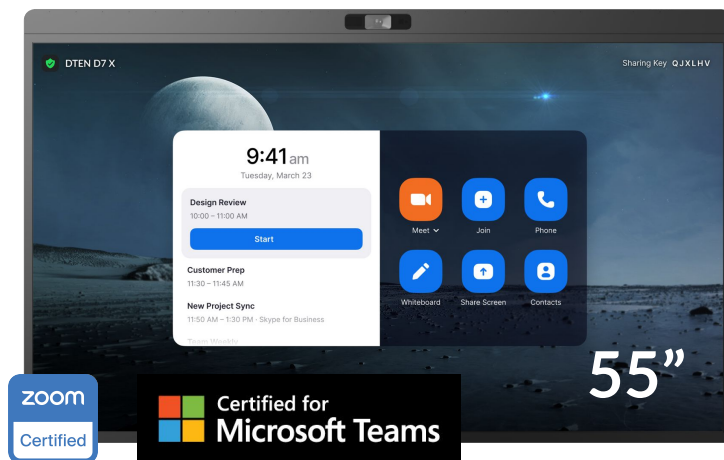 DTEN D7 X
Sharing Key QJXLHV
9:41am
Tuesday, March 23
Design Review
10:00 – 11:00 AM
Start
Customer Prep
11:30 – 11:45 AM
New Project Sync
11:50 AM – 1:30 PM · Skype for Business
Team Weekly
Meet
Join
Phone
Whiteboard
Share Screen
Contacts
55”
zoom
Certified
Certified for
Microsoft Teams